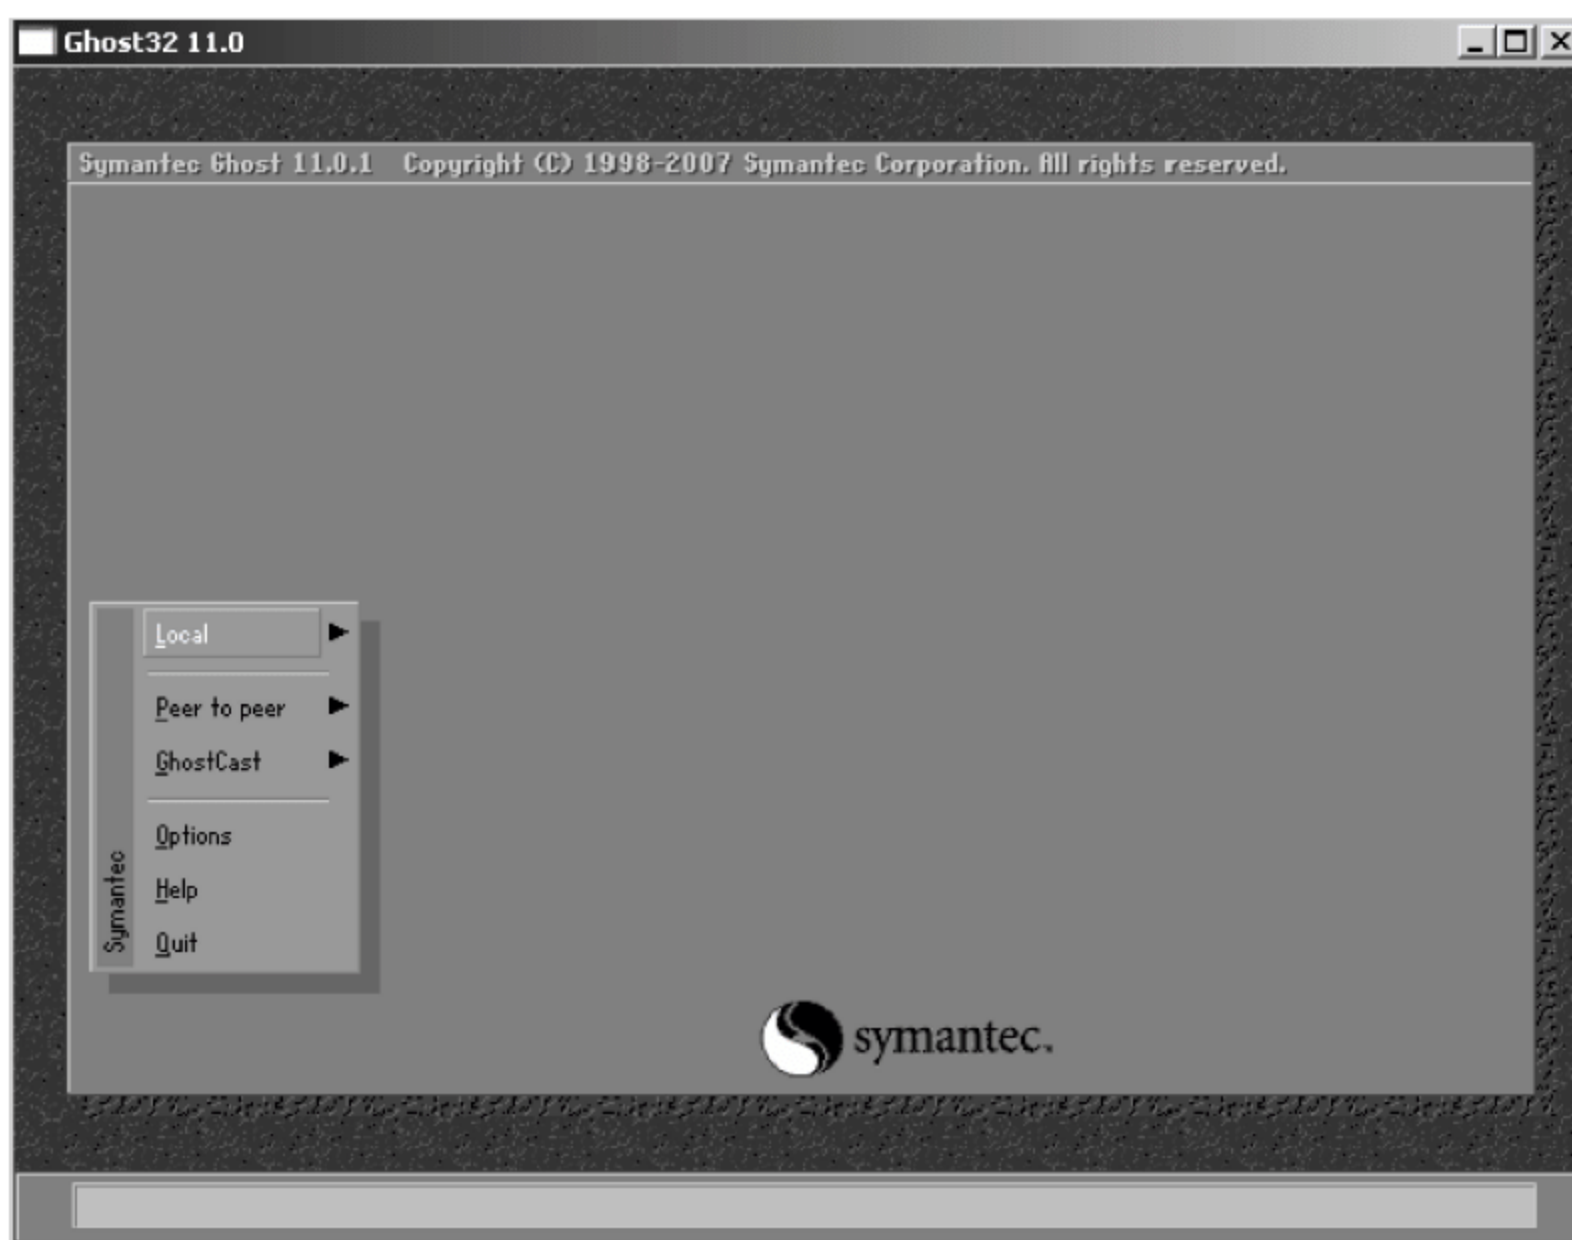 Ghost32 11.0
Symantec Ghost 11.0.1 Copyright (C) 1998-2007 Symantec Corporation. All rights reserved.
Local
Peer to peer
GhostCast
Options
Help
Quit
Symantec
symantec.